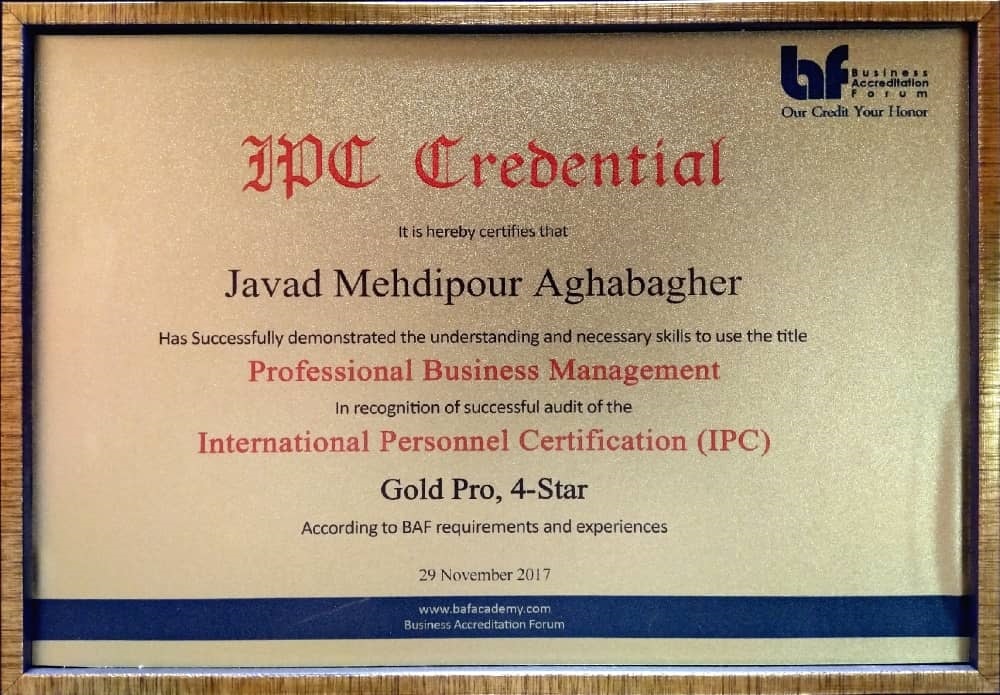 bf
Business
Accreditation
Forum
Our Credit Your Honor
IPC Credential
It is hereby certifies that
Javad Mehdipour Aghabagher
Has Successfully demonstrated the understanding and necessary skills to use the title
Professional Business Management
In recognition of successful audit of the
International Personnel Certification (IPC)
Gold Pro, 4-Star
According to BAF requirements and experiences
29 November 2017
www.bafacademy.com
Business Accreditation Forum